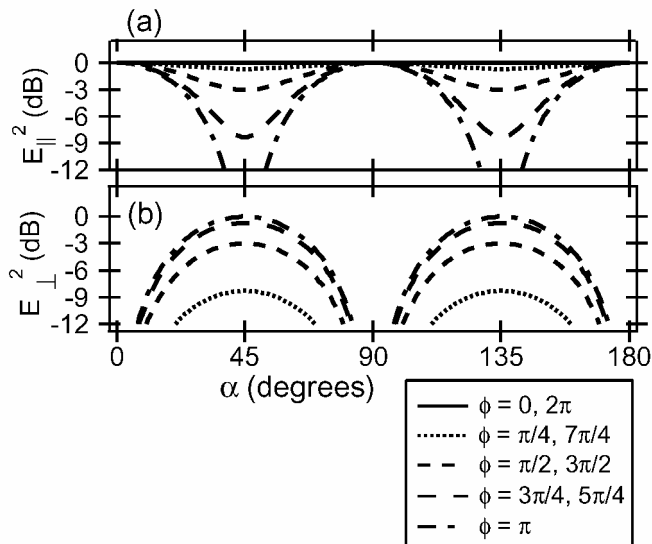 (a)
E∥² (dB)
0
-3
-6
-9
-12
(b)
E⊥² (dB)
0
-3
-6
-9
-12
0 45 90 135 180
α (degrees)
ϕ = 0, 2π
ϕ = π/4, 7π/4
ϕ = π/2, 3π/2
ϕ = 3π/4, 5π/4
ϕ = π